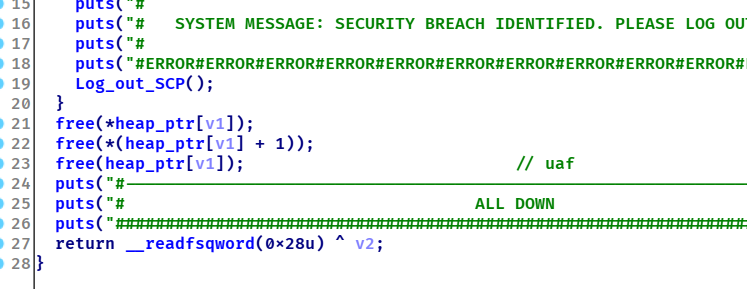 15 puts("#
16 puts("#   SYSTEM MESSAGE: SECURITY BREACH IDENTIFIED. PLEASE LOG OU
17 puts("#
18 puts("#ERROR#ERROR#ERROR#ERROR#ERROR#ERROR#ERROR#ERROR#ERROR#ERROR#
19 Log_out_SCP();
20 }
21 free(*heap_ptr[v1]);
22 free(*(heap_ptr[v1] + 1));
23 free(heap_ptr[v1]); // uaf
24 puts("#--------------------------------------------------------------
25 puts("# ALL DOWN
26 puts("###############################################################
27 return __readfsqword(0×28u) ^ v2;
28 }